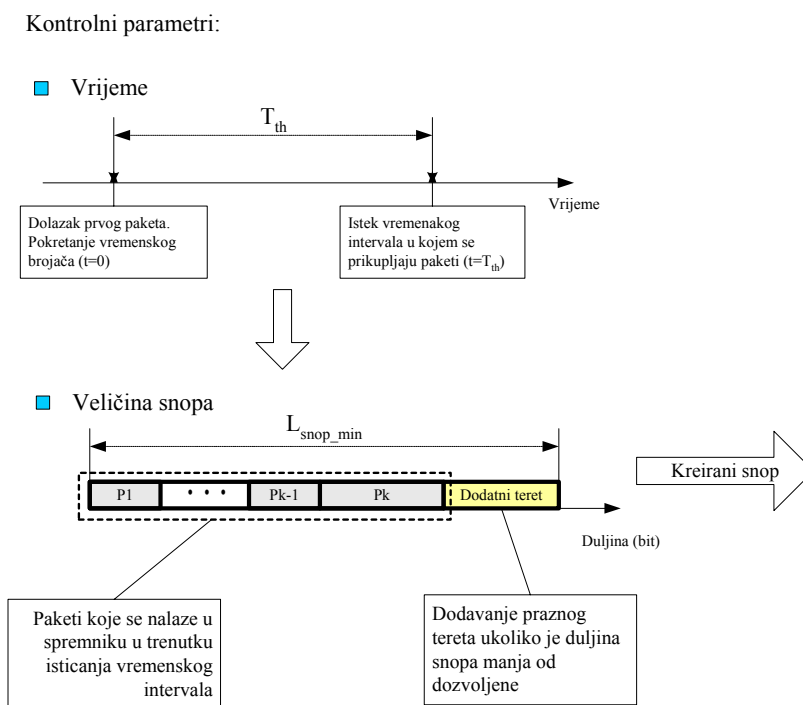 Kontrolni parametri:
Vrijeme
T_th
Vrijeme
Dolazak prvog paketa.
Pokretanje vremenskog
brojača (t=0)
Istek vremenakog
intervala u kojem se
prikupljaju paketi (t=T_th)
Veličina snopa
L_snop_min
P1
• • •
Pk-1
Pk
Dodatni teret
Kreirani snop
Duljina (bit)
Paketi koje se nalaze u
spremniku u trenutku
isticanja vremenskog
intervala
Dodavanje praznog
tereta ukoliko je duljina
snopa manja od
dozvoljene